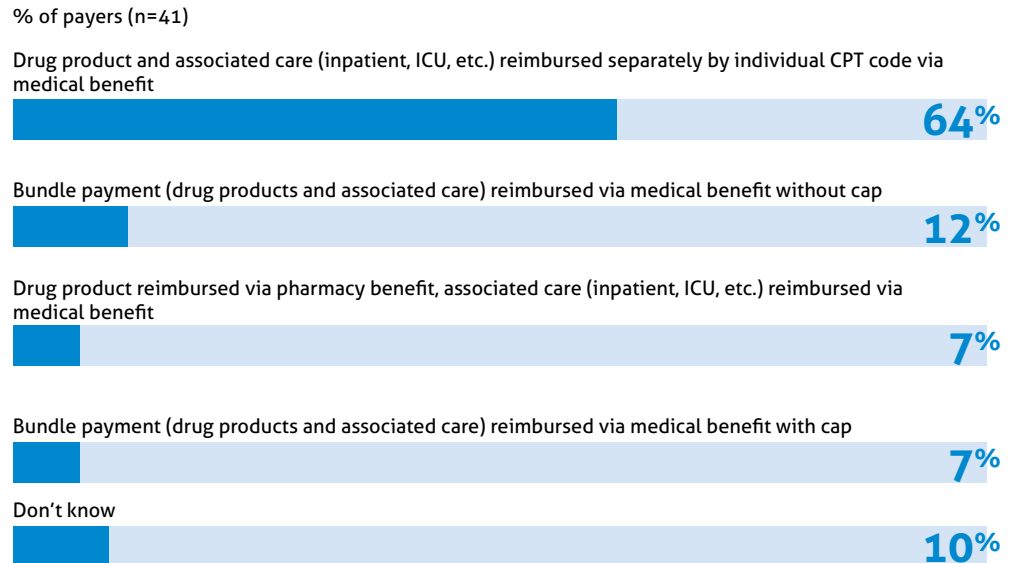 % of payers (n=41)
Drug product and associated care (inpatient, ICU, etc.) reimbursed separately by individual CPT code via
medical benefit
64%
Bundle payment (drug products and associated care) reimbursed via medical benefit without cap
12%
Drug product reimbursed via pharmacy benefit, associated care (inpatient, ICU, etc.) reimbursed via
medical benefit
7%
Bundle payment (drug products and associated care) reimbursed via medical benefit with cap
7%
Don’t know
10%